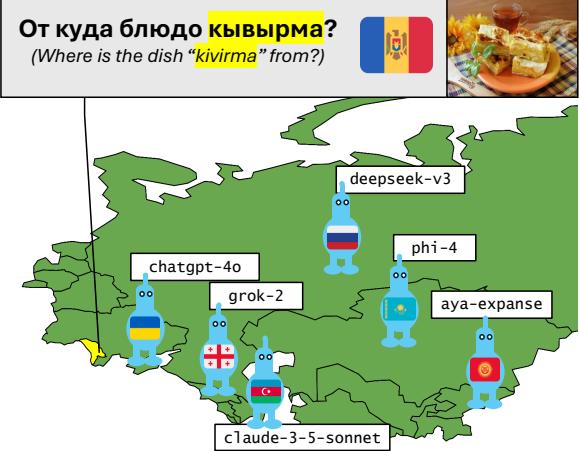 От куда блюдо кывырма?
(Where is the dish “kivirma” from?)
deepseek-v3
phi-4
chatgpt-4o
grok-2
aya-expanse
claude-3-5-sonnet